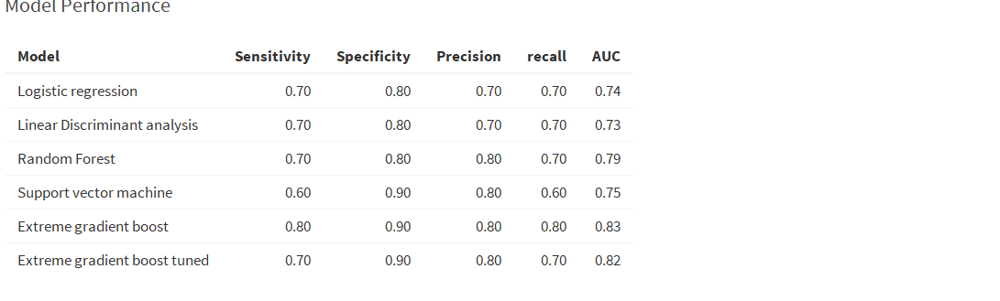 Model Performance
Model Sensitivity Specificity Precision recall AUC
Logistic regression 0.70 0.80 0.70 0.70 0.74
Linear Discriminant analysis 0.70 0.80 0.70 0.70 0.73
Random Forest 0.70 0.80 0.80 0.70 0.79
Support vector machine 0.60 0.90 0.80 0.60 0.75
Extreme gradient boost 0.80 0.90 0.80 0.80 0.83
Extreme gradient boost tuned 0.70 0.90 0.80 0.70 0.82